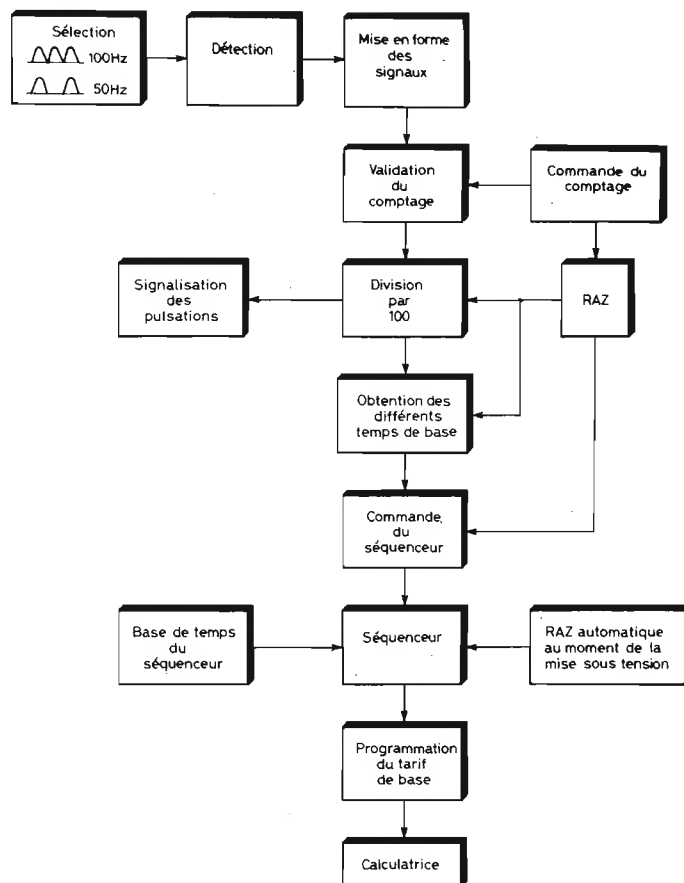 Sélection
100Hz
50Hz
Détection
Mise en forme
des
signaux
Validation
du
comptage
Commande du
comptage
Signalisation
des
pulsations
Division
par
100
RAZ
Obtention des
différents
temps de base
Commande
du
séquenceur
Base de temps
du
séquenceur
Séquenceur
RAZ automatique
au moment de la
mise sous tension
Programmation
du tarif
de base
Calculatrice